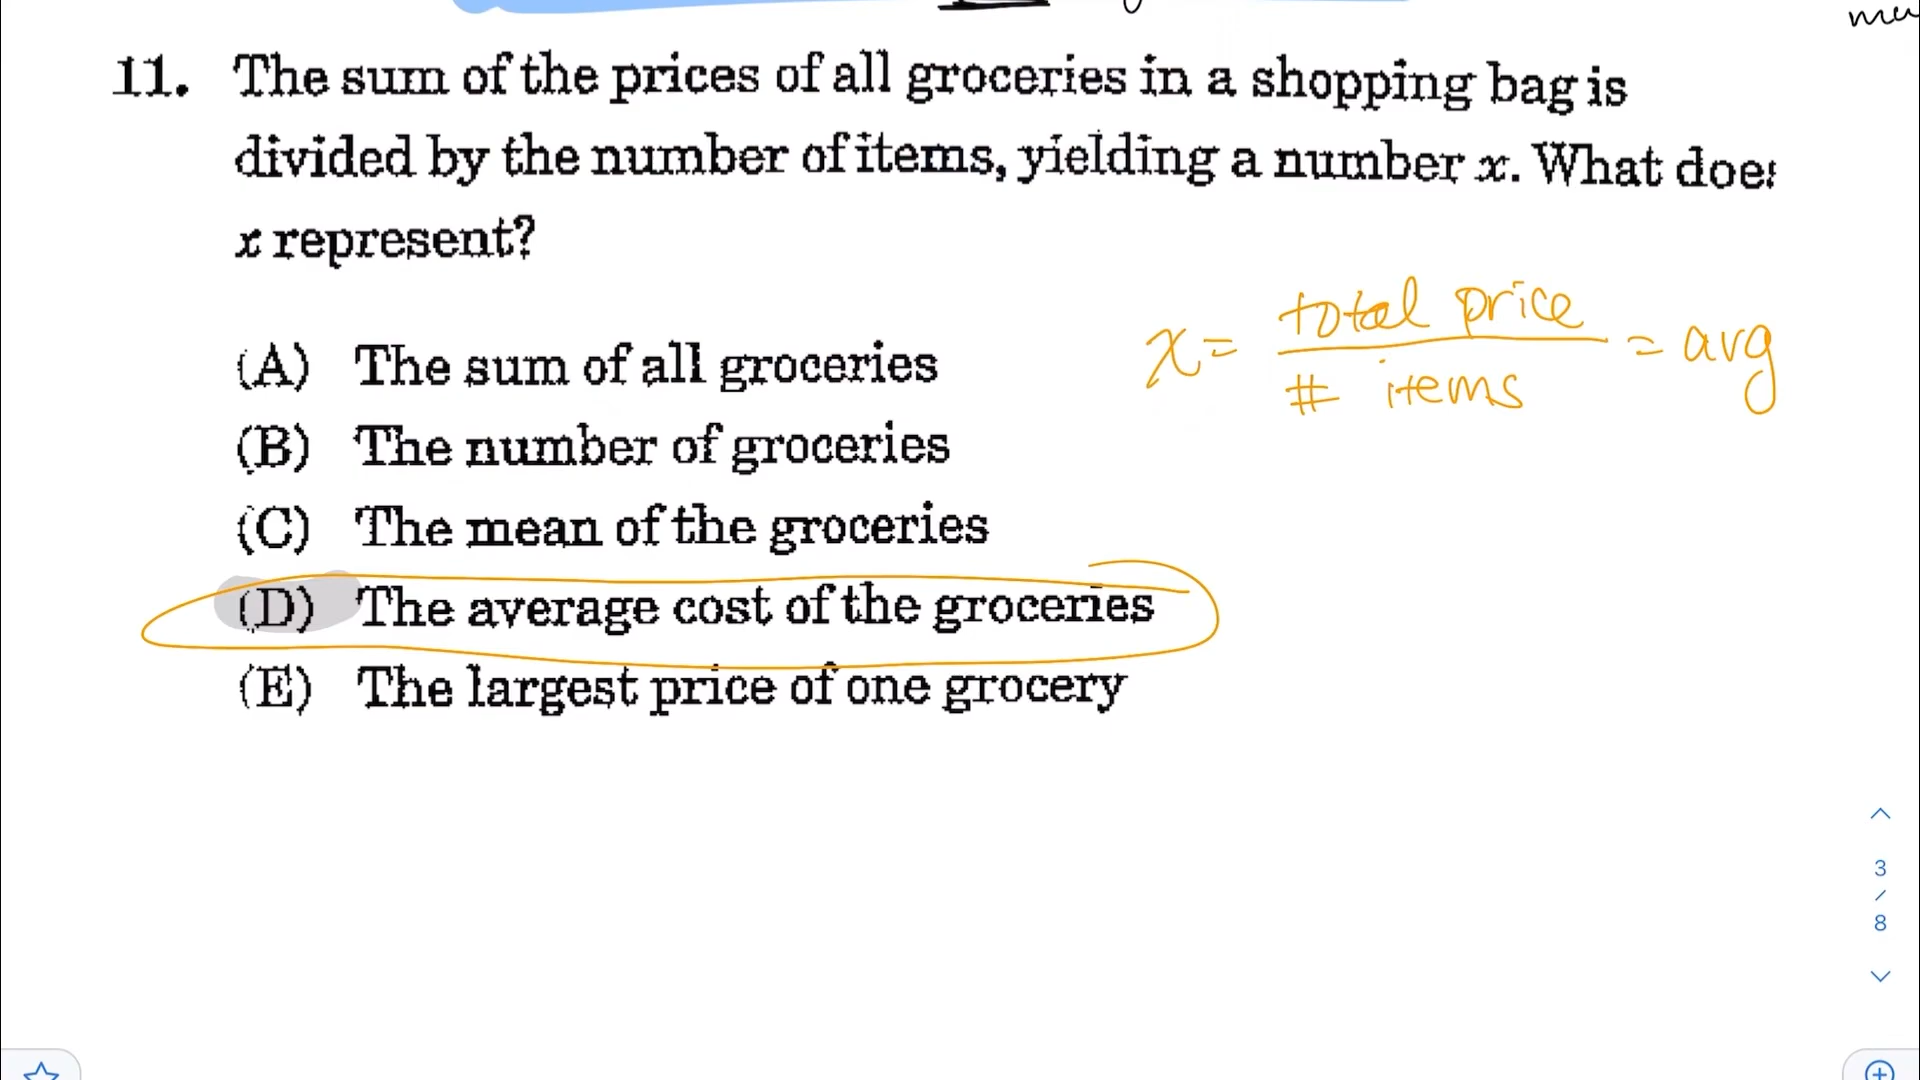 mu
11. The sum of the prices of all groceries in a shopping bag is
divided by the number of items, yielding a number x. What does
x represent?
x = total price / # items = avg
(A) The sum of all groceries
(B) The number of groceries
(C) The mean of the groceries
(D) The average cost of the groceries
(E) The largest price of one grocery
3
/
8